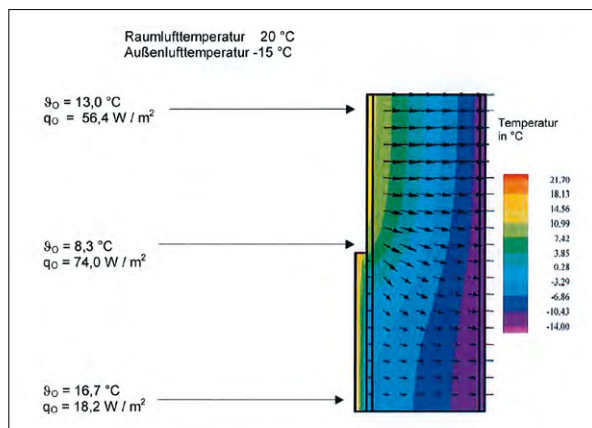 Raumlufttemperatur 20 °C
Außenlufttemperatur -15 °C
ϑO = 13,0 °C
qO = 56,4 W / m²
ϑO = 8,3 °C
qO = 74,0 W / m²
ϑO = 16,7 °C
qO = 18,2 W / m²
Temperatur
in °C
21.70
18.13
14.56
10.99
7.42
3.85
0.28
-3.29
-6.86
-10.43
-14.00